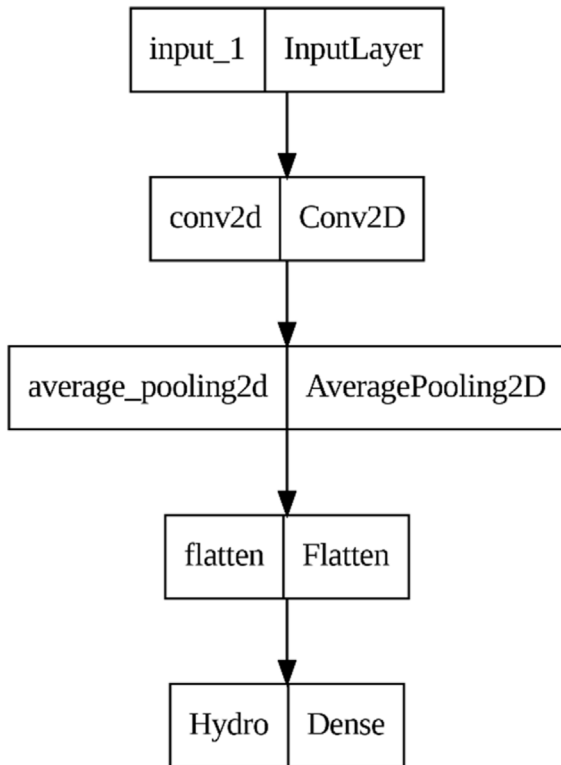 input_1 InputLayer
conv2d Conv2D
average_pooling2d AveragePooling2D
flatten Flatten
Hydro Dense